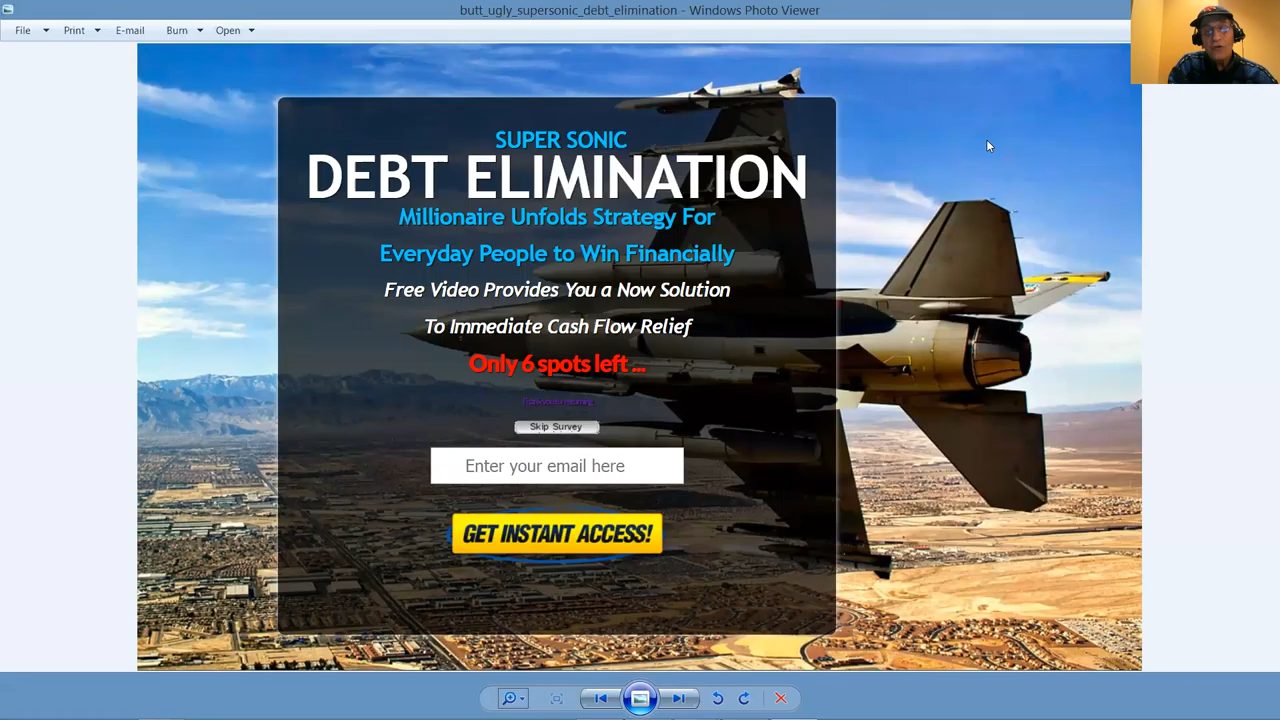 butt_ugly_supersonic_debt_elimination - Windows Photo Viewer
File Print E-mail Burn Open
SUPER SONIC
DEBT ELIMINATION
Millionaire Unfolds Strategy For
Everyday People to Win Financially
Free Video Provides You a Now Solution
To Immediate Cash Flow Relief
Only 6 spots left ...
Skip Survey
Enter your email here
GET INSTANT ACCESS!